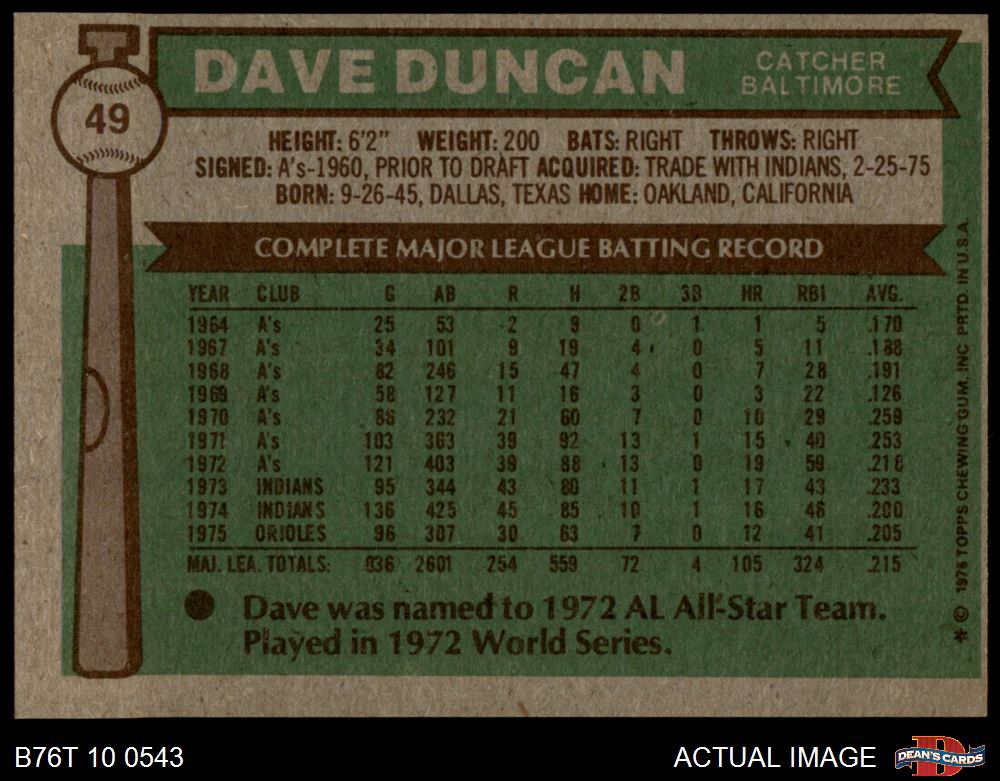 DAVE DUNCAN
CATCHER
BALTIMORE
49
HEIGHT: 6'2" WEIGHT: 200 BATS: RIGHT THROWS: RIGHT
SIGNED: A's-1960, PRIOR TO DRAFT ACQUIRED: TRADE WITH INDIANS, 2-25-75
BORN: 9-26-45, DALLAS, TEXAS HOME: OAKLAND, CALIFORNIA
COMPLETE MAJOR LEAGUE BATTING RECORD
YEAR CLUB G AB R H 2B 3B HR RBI AVG.
1964 A's 25 53 2 9 0 1 1 5 .170
1967 A's 34 101 9 19 4 0 5 11 .188
1968 A's 82 246 15 47 4 0 7 28 .191
1969 A's 58 127 11 16 3 0 3 22 .126
1970 A's 86 232 21 60 7 0 10 29 .259
1971 A's 103 363 39 92 13 1 15 40 .253
1972 A's 121 403 39 88 13 0 19 59 .218
1973 INDIANS 95 344 43 80 11 1 17 43 .233
1974 INDIANS 136 425 45 85 10 1 16 46 .200
1975 ORIOLES 96 307 30 63 7 0 12 41 .205
MAJ. LEA. TOTALS: 836 2601 254 559 72 4 105 324 .215
Dave was named to 1972 AL All-Star Team.
Played in 1972 World Series.
* © 1976 TOPPS CHEWING GUM, INC PRTD. IN U.S.A.
B76T 10 0543
ACTUAL IMAGE
DEAN'S CARDS